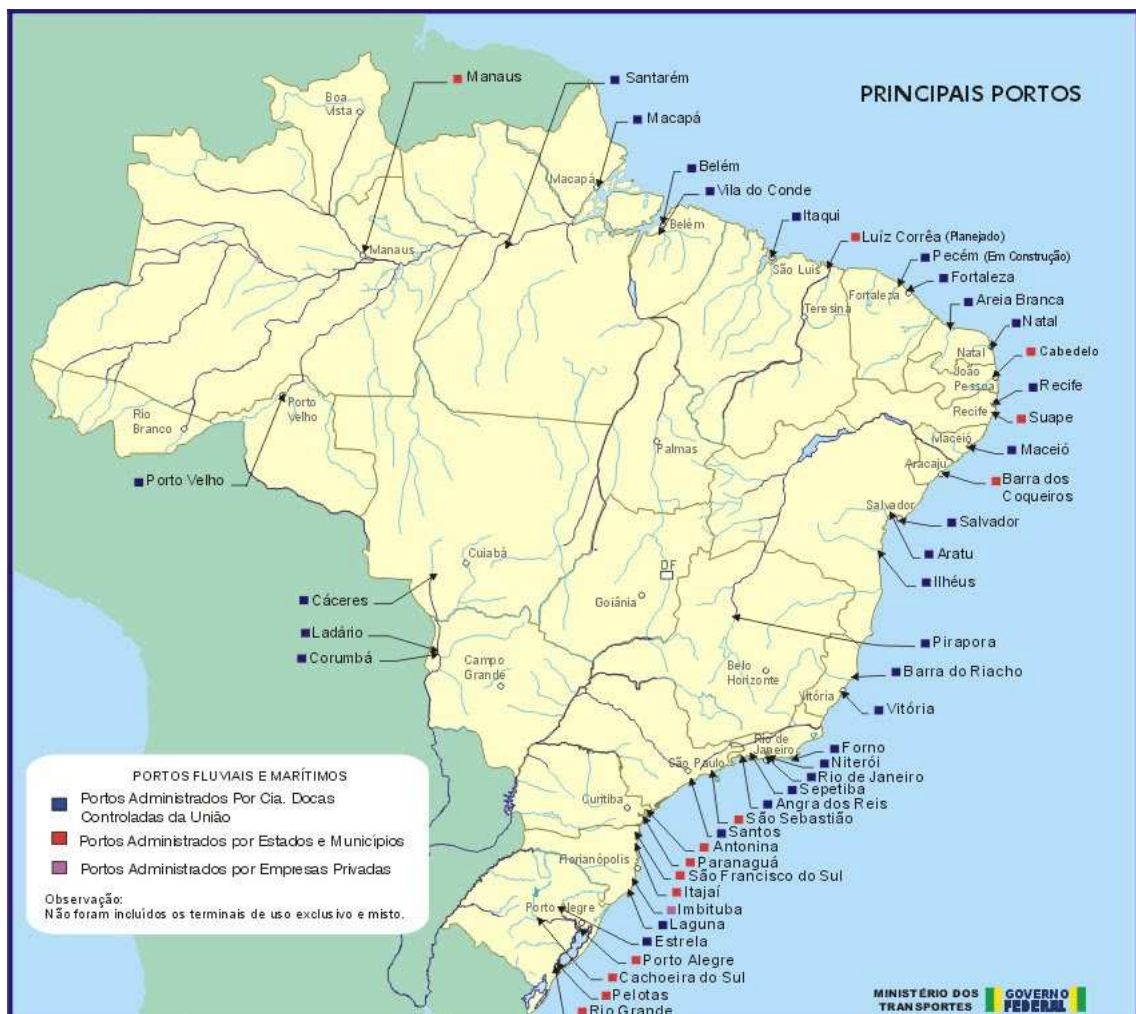 PRINCIPAIS PORTOS
Manaus
Santarém
Macapá
Belém
Vila do Conde
Itaqui
Luíz Corrêa (Planejado)
Pecém (Em Construção)
Fortaleza
Areia Branca
Natal
Cabedelo
Recife
Suape
Maceió
Barra dos
Coqueiros
Salvador
Aratu
Ilhéus
Pirapora
Barra do Riacho
Vitória
Forno
Niterói
Rio de Janeiro
Sepetiba
Angra dos Reis
São Sebastião
Santos
Antonina
Paranaguá
São Francisco do Sul
Itajaí
Imbituba
Laguna
Estrela
Porto Alegre
Cachoeira do Sul
Pelotas
Rio Grande
Porto Velho
Cáceres
Ladário
Corumbá
Boa
Vista
Macapá
Manaus
Belém
São Luis
Teresina
Fortaleza
Natal
João
Pessoa
Recife
Maceió
Aracaju
Salvador
Porto
Velho
Rio
Branco
Palmas
Cuiabá
DF
Goiânia
Campo
Grande
Belo
Horizonte
Vitória
Rio de
Janeiro
São Paulo
Curitiba
Florianópolis
Porto Alegre
PORTOS FLUVIAIS E MARÍTIMOS
Portos Administrados Por Cia. Docas
Controladas da União
Portos Administrados por Estados e Municípios
Portos Administrados por Empresas Privadas
Observação:
Não foram incluídos os terminais de uso exclusivo e misto.
MINISTÉRIO DOS
TRANSPORTES
GOVERNO
FEDERAL